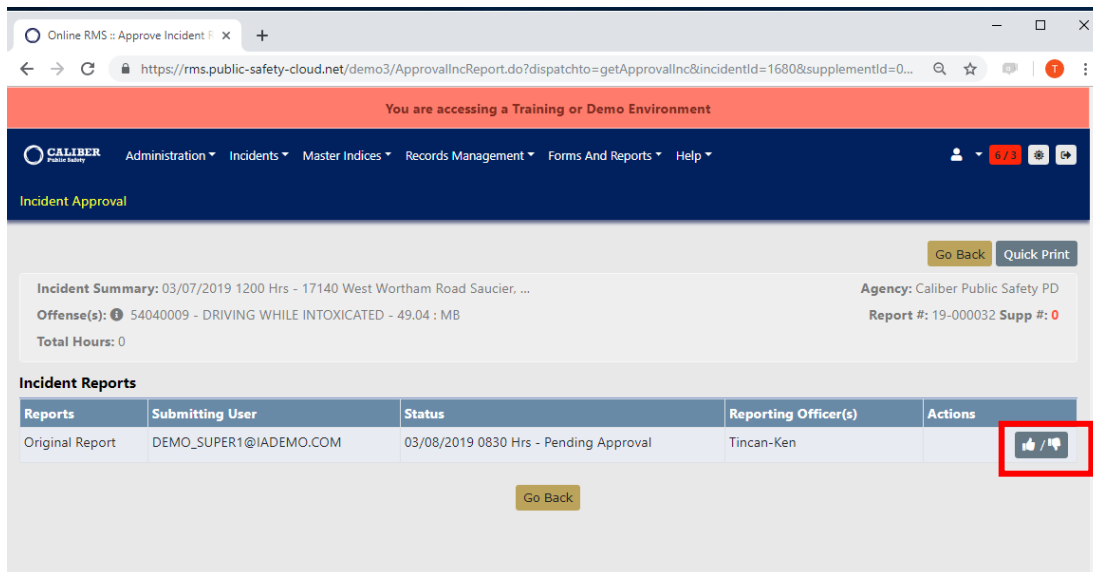 Online RMS :: Approve Incident R
https://rms.public-safety-cloud.net/demo3/ApprovalIncReport.do?dispatchto=getApprovalInc&incidentId=1680&supplementId=0...
T
You are accessing a Training or Demo Environment
CALIBER Public Safety
Administration Incidents Master Indices Records Management Forms And Reports Help 6 / 3
Incident Approval
Go Back Quick Print
Incident Summary: 03/07/2019 1200 Hrs - 17140 West Wortham Road Saucier, ... Agency: Caliber Public Safety PD
Offense(s): 54040009 - DRIVING WHILE INTOXICATED - 49.04 : MB Report #: 19-000032 Supp #: 0
Total Hours: 0
Incident Reports
Reports Submitting User Status Reporting Officer(s) Actions
Original Report DEMO_SUPER1@IADEMO.COM 03/08/2019 0830 Hrs - Pending Approval Tincan-Ken /
Go Back